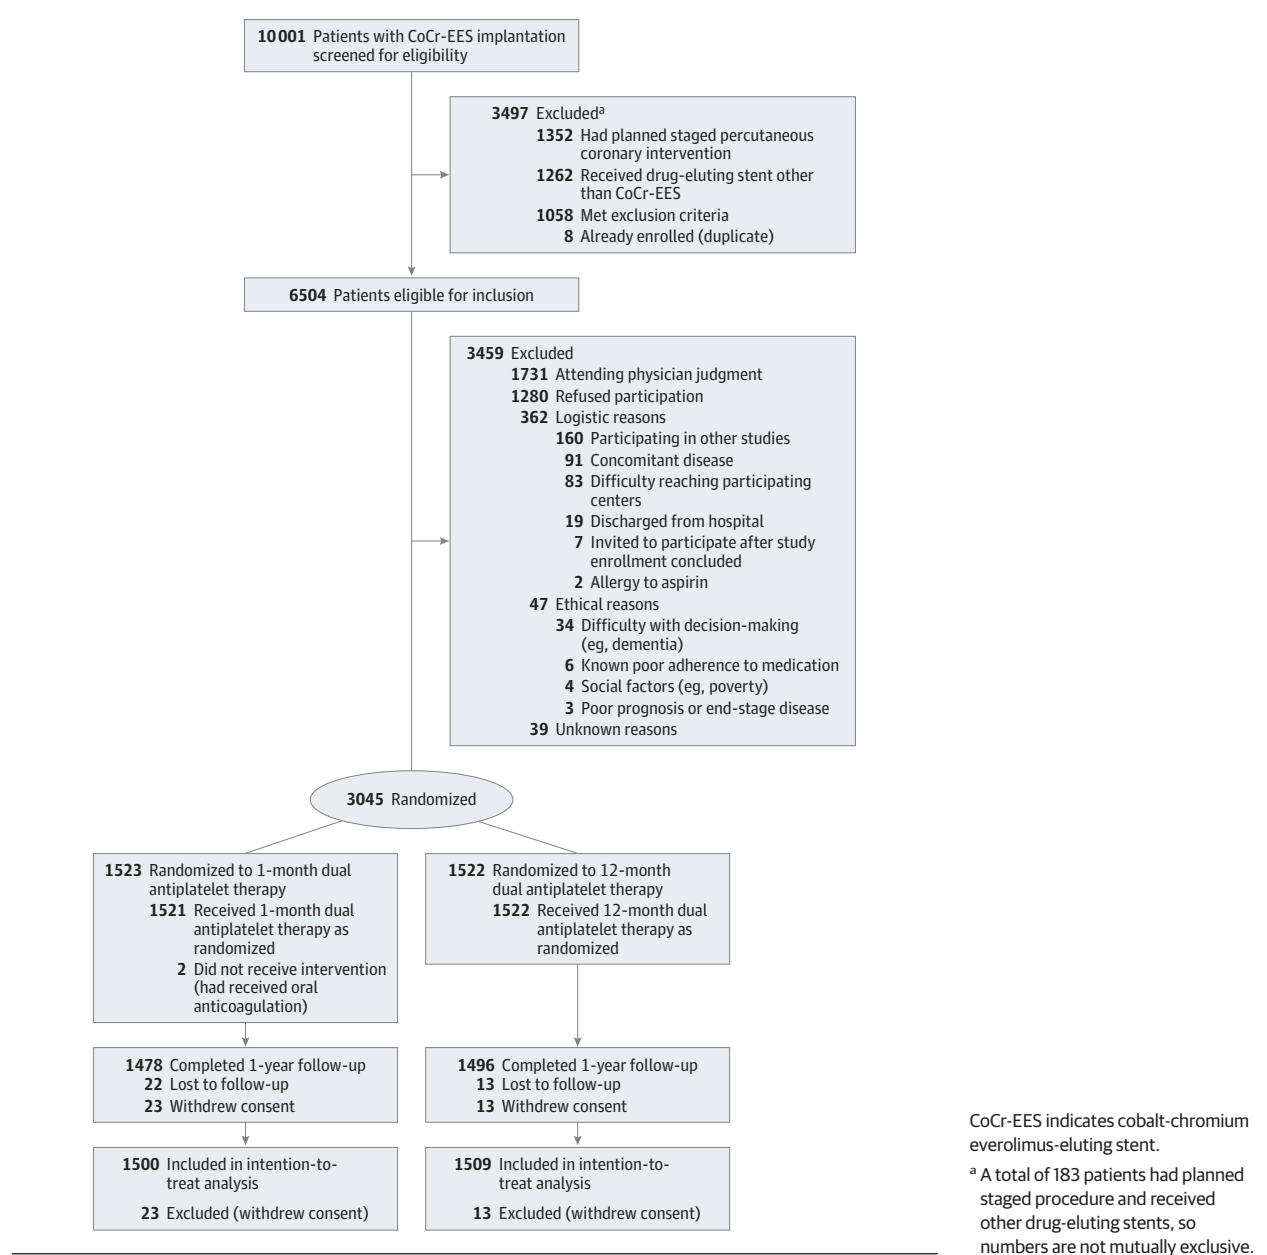 10 001 Patients with CoCr-EES implantation
screened for eligibility
3497 Excludedᵃ
1352 Had planned staged percutaneous
coronary intervention
1262 Received drug-eluting stent other
than CoCr-EES
1058 Met exclusion criteria
8 Already enrolled (duplicate)
6504 Patients eligible for inclusion
3459 Excluded
1731 Attending physician judgment
1280 Refused participation
362 Logistic reasons
160 Participating in other studies
91 Concomitant disease
83 Difficulty reaching participating
centers
19 Discharged from hospital
7 Invited to participate after study
enrollment concluded
2 Allergy to aspirin
47 Ethical reasons
34 Difficulty with decision-making
(eg, dementia)
6 Known poor adherence to medication
4 Social factors (eg, poverty)
3 Poor prognosis or end-stage disease
39 Unknown reasons
3045 Randomized
1523 Randomized to 1-month dual
antiplatelet therapy
1521 Received 1-month dual
antiplatelet therapy as
randomized
2 Did not receive intervention
(had received oral
anticoagulation)
1522 Randomized to 12-month
dual antiplatelet therapy
1522 Received 12-month dual
antiplatelet therapy as
randomized
1478 Completed 1-year follow-up
22 Lost to follow-up
23 Withdrew consent
1496 Completed 1-year follow-up
13 Lost to follow-up
13 Withdrew consent
1500 Included in intention-to-
treat analysis
23 Excluded (withdrew consent)
1509 Included in intention-to-
treat analysis
13 Excluded (withdrew consent)
CoCr-EES indicates cobalt-chromium
everolimus-eluting stent.
ᵃ A total of 183 patients had planned
staged procedure and received
other drug-eluting stents, so
numbers are not mutually exclusive.